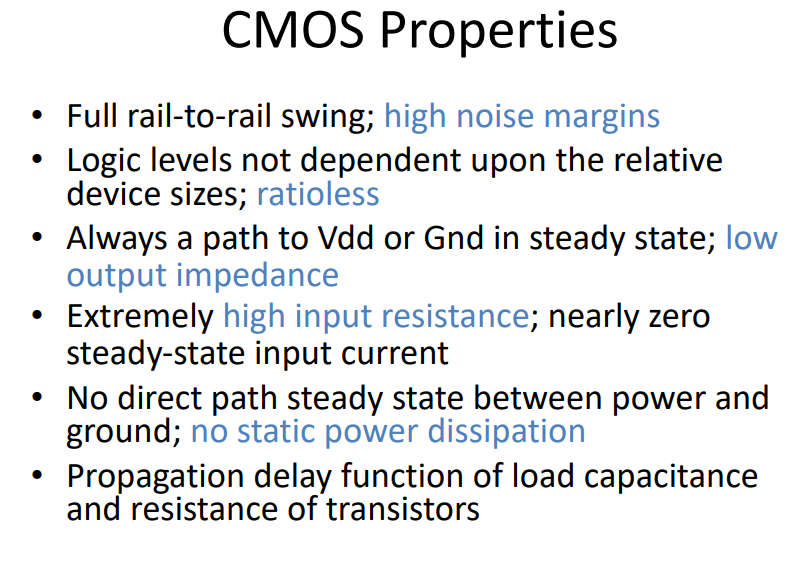 CMOS Properties
• Full rail-to-rail swing; high noise margins
• Logic levels not dependent upon the relative
device sizes; ratioless
• Always a path to Vdd or Gnd in steady state; low
output impedance
• Extremely high input resistance; nearly zero
steady-state input current
• No direct path steady state between power and
ground; no static power dissipation
• Propagation delay function of load capacitance
and resistance of transistors